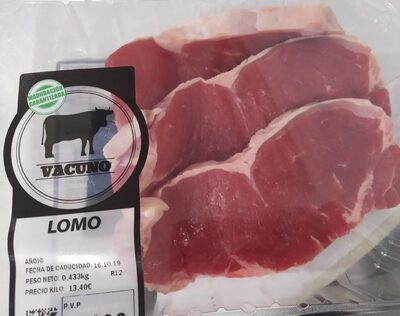 MADURACIÓN
GARANTIZADA
VACUNO
LOMO
AÑOJO
FECHA DE CADUCIDAD: 16.10.19
PESO NETO: 0,433kg R12
PRECIO KILO: 13,40€
P.V.P